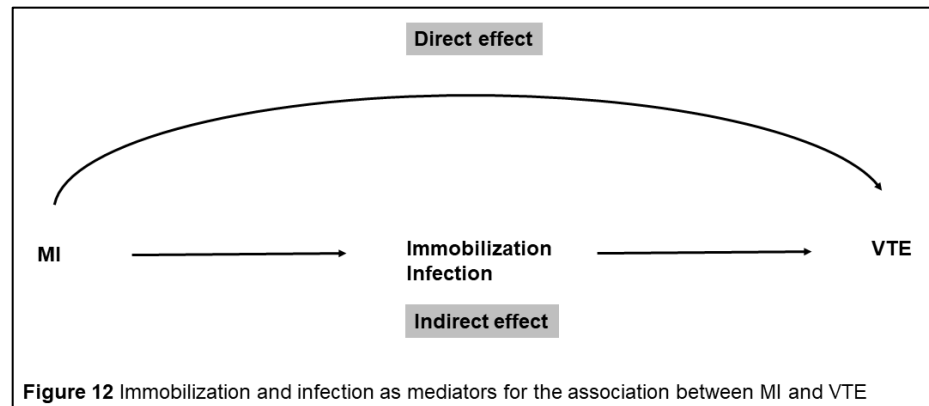 Direct effect
MI
Immobilization
Infection
VTE
Indirect effect
Figure 12 Immobilization and infection as mediators for the association between MI and VTE